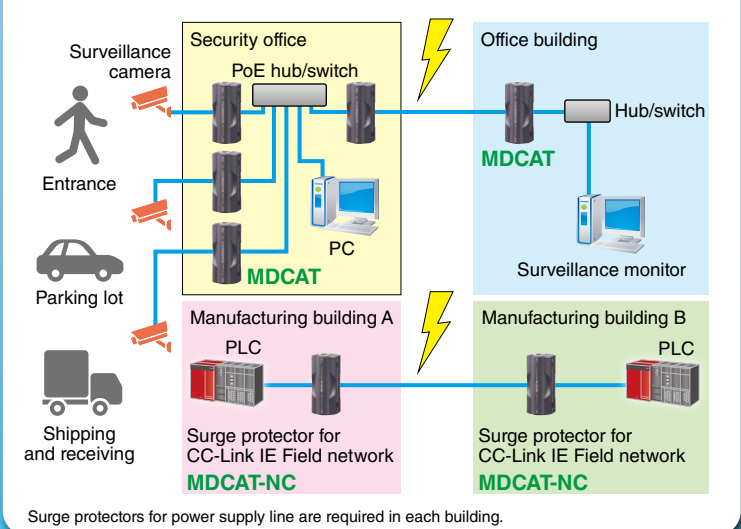 Security office
Office building
Surveillance
camera
PoE hub/switch
Hub/switch
MDCAT
Entrance
PC
MDCAT
Surveillance monitor
Parking lot
Manufacturing building A
Manufacturing building B
PLC
PLC
Shipping
and receiving
Surge protector for
CC-Link IE Field network
MDCAT-NC
Surge protector for
CC-Link IE Field network
MDCAT-NC
Surge protectors for power supply line are required in each building.